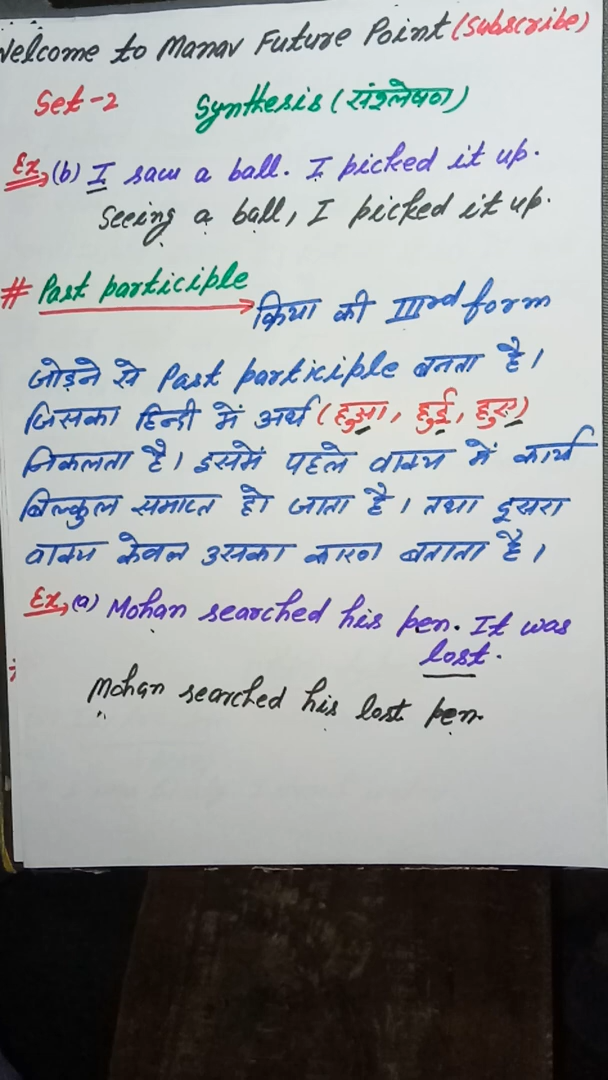 Welcome to Manav Future Point (Subscribe)
Set-2 Synthesis (संश्लेषण)
Ex, (b) I saw a ball. I picked it up.
Seeing a ball, I picked it up.
# Past participle
क्रिया की IIIrd form
जोड़ने से Past participle बनता है।
जिसका हिन्दी में अर्थ (हुआ, हुई, हुए)
निकलता है। इसमें पहले वाक्य में कार्य
बिल्कुल समाप्त हो जाता है। तथा दूसरा
वाक्य केवल उसका कारण बताता है।
Ex, (a) Mohan searched his pen. It was
lost.
Mohan searched his lost pen.